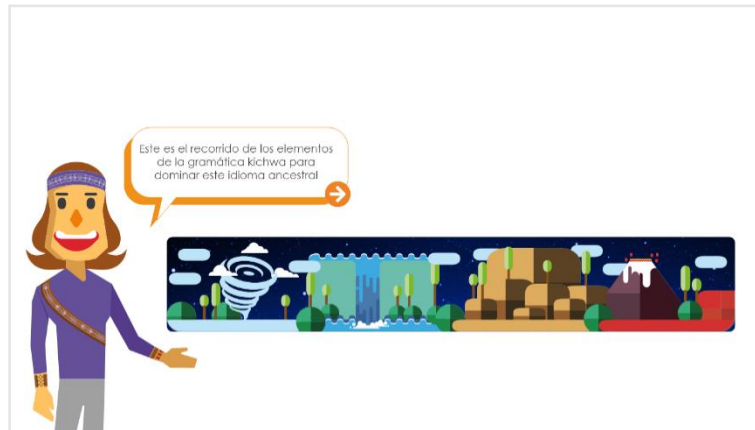 Este es el recorrido de los elementos
de la gramática kichwa para
dominar este idioma ancestral